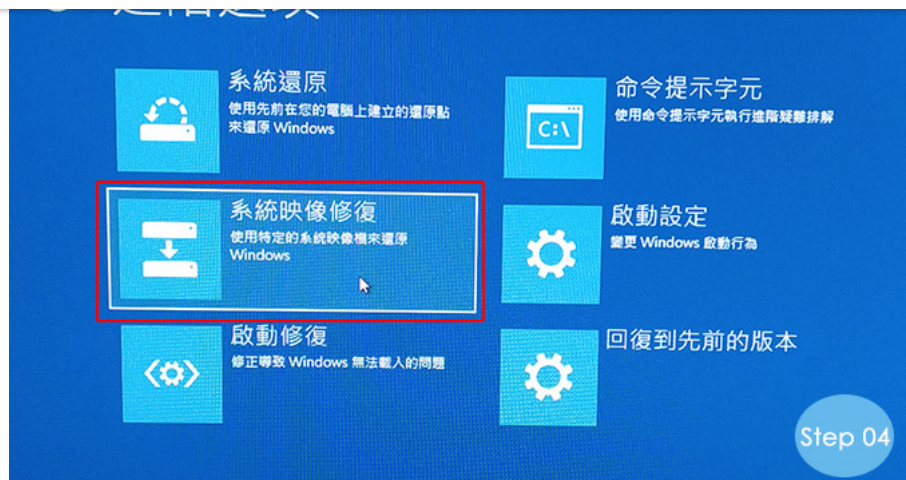 進階選項
系統還原
使用先前在您的電腦上建立的還原點
來還原 Windows
系統映像修復
使用特定的系統映像檔來還原
Windows
啟動修復
修正導致 Windows 無法載入的問題
命令提示字元
使用命令提示字元執行進階疑難排解
C:\
啟動設定
變更 Windows 啟動行為
回復到先前的版本
Step 04